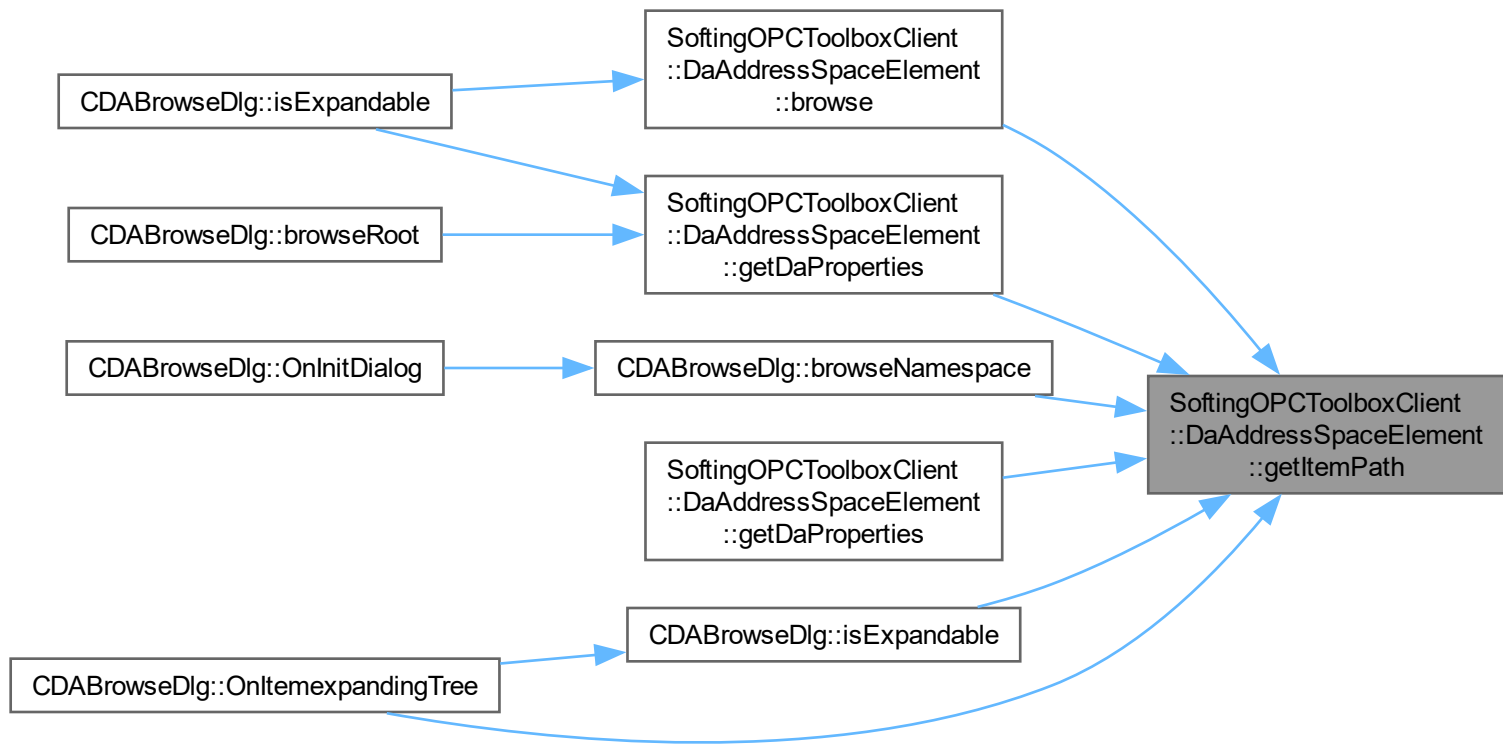 SoftingOPCToolboxClient
::DaAddressSpaceElement
::browse
CDABrowseDlg::isExpandable
SoftingOPCToolboxClient
::DaAddressSpaceElement
::getDaProperties
CDABrowseDlg::browseRoot
CDABrowseDlg::OnInitDialog
CDABrowseDlg::browseNamespace
SoftingOPCToolboxClient
::DaAddressSpaceElement
::getItemPath
SoftingOPCToolboxClient
::DaAddressSpaceElement
::getDaProperties
CDABrowseDlg::isExpandable
CDABrowseDlg::OnItemexpandingTree